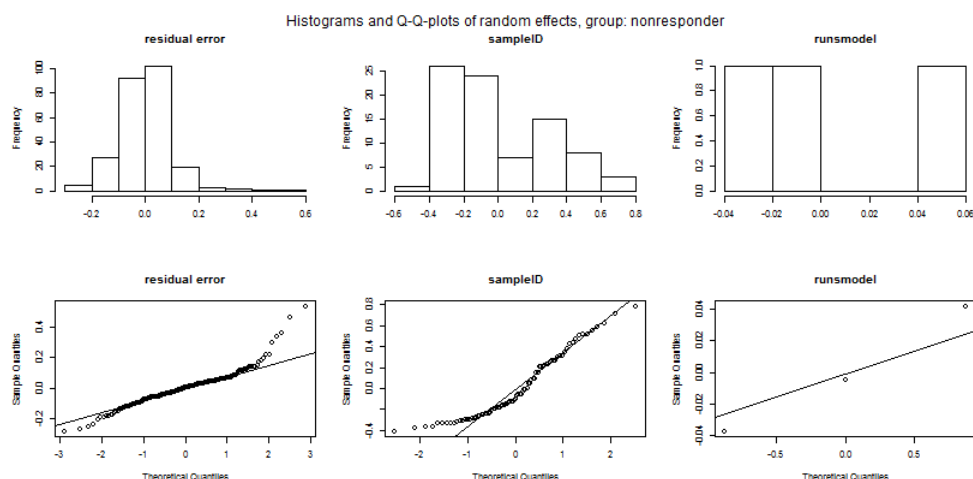 Histograms and Q-Q-plots of random effects, group: nonresponder
residual error
sampleID
runsmodel
Frequency
0 20 40 60 80 100
-0.2 0.0 0.2 0.4 0.6
Frequency
0 5 10 15 20 25
-0.6 -0.4 -0.2 0.0 0.2 0.4 0.6 0.8
Frequency
0.0 0.2 0.4 0.6 0.8 1.0
-0.04 -0.02 0.00 0.02 0.04 0.06
residual error
sampleID
runsmodel
Sample Quantiles
-0.2 0.0 0.2 0.4
-3 -2 -1 0 1 2 3
Theoretical Quantiles
Sample Quantiles
-0.4 0.0 0.2 0.4 0.6 0.8
-2 -1 0 1 2
Theoretical Quantiles
Sample Quantiles
-0.04 -0.02 0.00 0.02 0.04
-0.5 0.0 0.5
Theoretical Quantiles